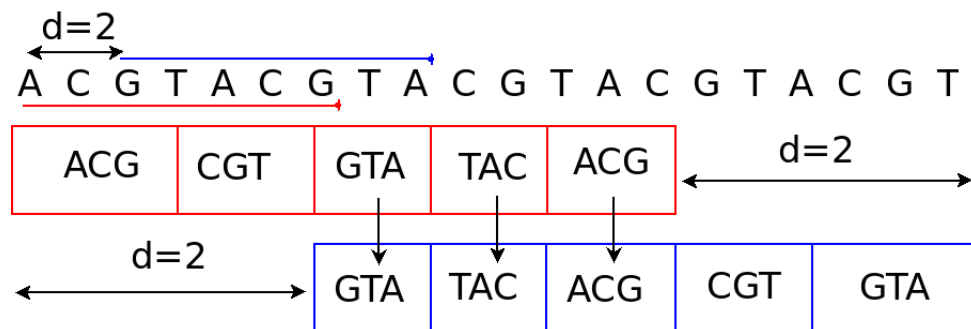 d=2
A C G T A C G T A C G T A C G T A C G T
ACG CGT GTA TAC ACG d=2
d=2 GTA TAC ACG CGT GTA